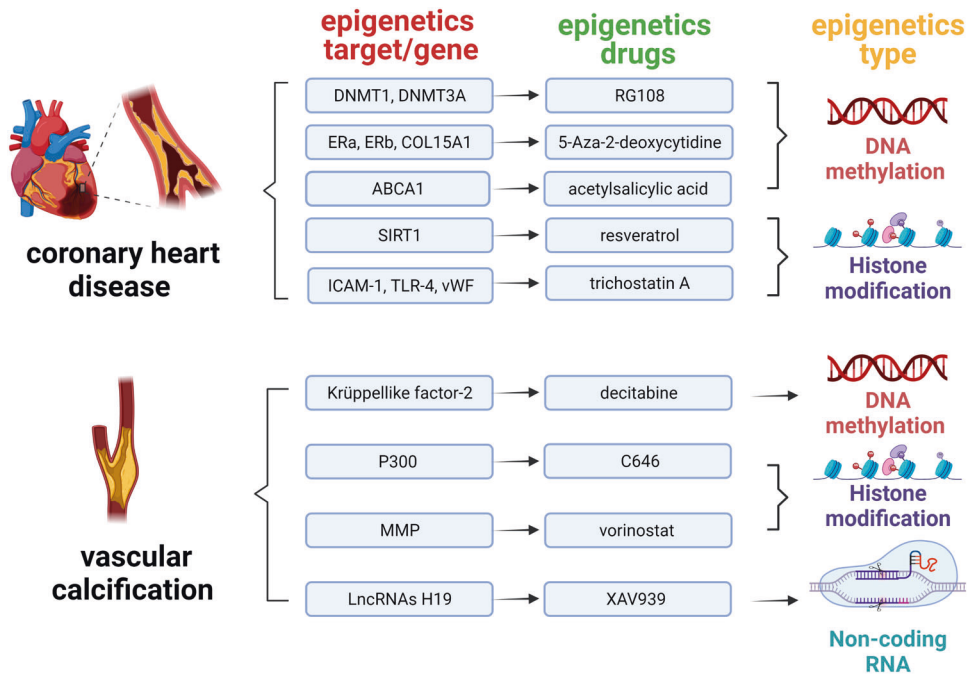 epigenetics
target/gene
epigenetics
drugs
epigenetics
type
DNMT1, DNMT3A
RG108
ERa, ERb, COL15A1
5-Aza-2-deoxycytidine
ABCA1
acetylsalicylic acid
DNA
methylation
coronary heart
disease
SIRT1
resveratrol
ICAM-1, TLR-4, vWF
trichostatin A
Histone
modification
Krüppellike factor-2
decitabine
DNA
methylation
P300
C646
MMP
vorinostat
Histone
modification
vascular
calcification
LncRNAs H19
XAV939
Non-coding
RNA